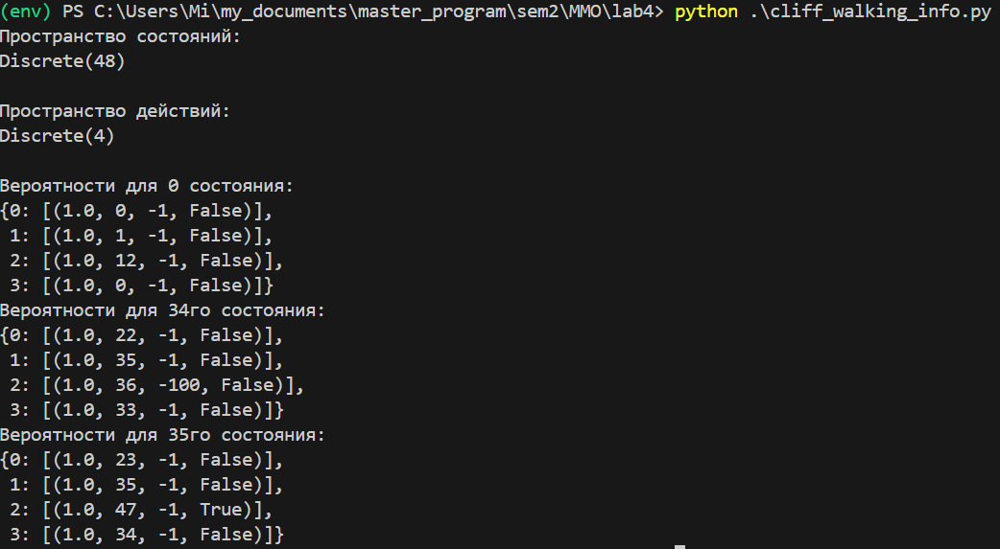 (env) PS C:\Users\Mi\my_documents\master_program\sem2\MMO\lab4> python .\cliff_walking_info.py
Пространство состояний:
Discrete(48)
Пространство действий:
Discrete(4)
Вероятности для 0 состояния:
{0: [(1.0, 0, -1, False)],
 1: [(1.0, 1, -1, False)],
 2: [(1.0, 12, -1, False)],
 3: [(1.0, 0, -1, False)]}
Вероятности для 34го состояния:
{0: [(1.0, 22, -1, False)],
 1: [(1.0, 35, -1, False)],
 2: [(1.0, 36, -100, False)],
 3: [(1.0, 33, -1, False)]}
Вероятности для 35го состояния:
{0: [(1.0, 23, -1, False)],
 1: [(1.0, 35, -1, False)],
 2: [(1.0, 47, -1, True)],
 3: [(1.0, 34, -1, False)]}